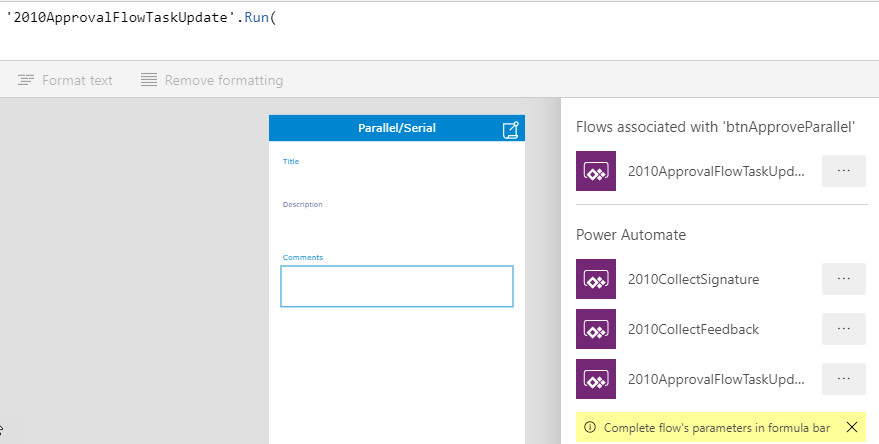 '2010ApprovalFlowTaskUpdate'.Run(
Format text
Remove formatting
Parallel/Serial
Title
Description
Comments
Flows associated with 'btnApproveParallel'
2010ApprovalFlowTaskUpd...
Power Automate
2010CollectSignature
2010CollectFeedback
2010ApprovalFlowTaskUpd...
Complete flow's parameters in formula bar